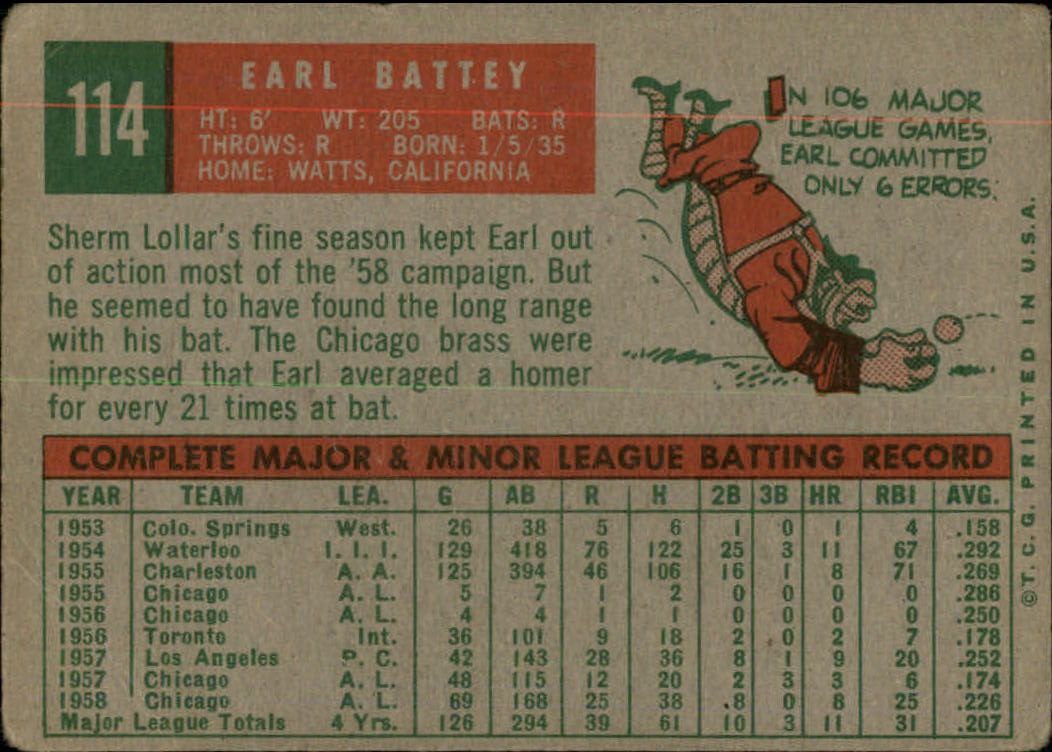 114
EARL BATTEY
HT: 6' WT: 205 BATS: R
THROWS: R BORN: 1/5/35
HOME: WATTS, CALIFORNIA
IN 106 MAJOR
LEAGUE GAMES,
EARL COMMITTED
ONLY 6 ERRORS.
Sherm Lollar's fine season kept Earl out
of action most of the '58 campaign. But
he seemed to have found the long range
with his bat. The Chicago brass were
impressed that Earl averaged a homer
for every 21 times at bat.
COMPLETE MAJOR & MINOR LEAGUE BATTING RECORD
YEAR TEAM LEA. G AB R H 2B 3B HR RBI AVG.
1953 Colo. Springs West. 26 38 5 6 1 0 1 4 .158
1954 Waterloo I. I. I. 129 418 76 122 25 3 11 67 .292
1955 Charleston A. A. 125 394 46 106 16 1 8 71 .269
1955 Chicago A. L. 5 7 1 2 0 0 0 0 .286
1956 Chicago A. L. 4 4 1 1 0 0 0 0 .250
1956 Toronto Int. 36 101 9 18 2 0 2 7 .178
1957 Los Angeles P. C. 42 143 28 36 8 1 9 20 .252
1957 Chicago A. L. 48 115 12 20 2 3 3 6 .174
1958 Chicago A. L. 69 168 25 38 .8 0 8 25 .226
Major League Totals 4 Yrs. 126 294 39 61 10 3 11 31 .207
©T. C. G. PRINTED IN U.S.A.